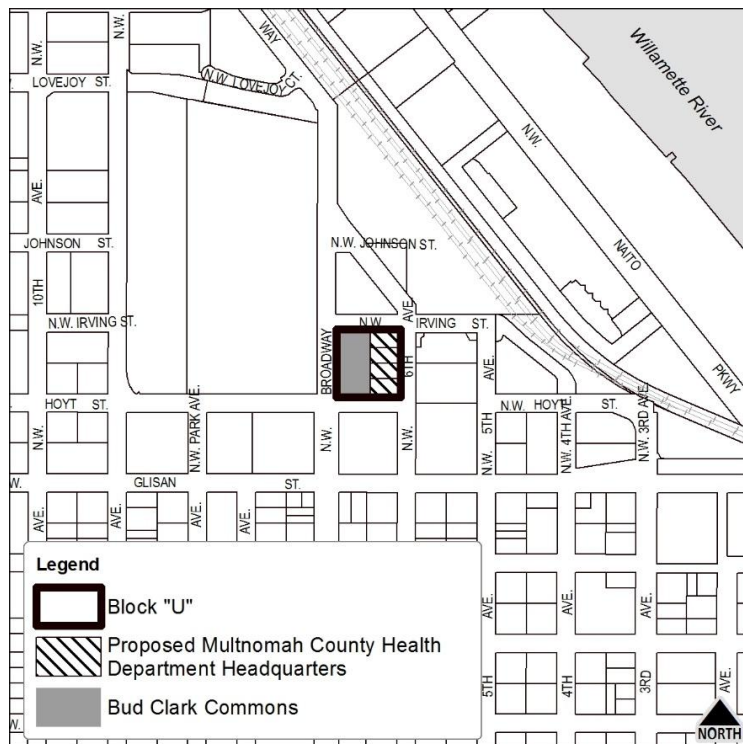 N.W.
N.W.
WAY
Willamette River
LOVEJOY ST.
N.W. LOVEJOY CT.
N.W.
AVE.
JOHNSON ST.
N.W. JOHNSON ST.
NAITO
10TH
N.W. IRVING ST.
N.W. IRVING ST.
AVE.
BROADWAY
6TH
AVE.
PKWY
HOYT ST.
N.W. PARK AVE.
N.W. HOYT ST.
N.W.
N.W.
N.W.
5TH
N.W.
N.W. 4TH AVE.
N.W. 3RD AVE.
W. GLISAN ST.
AVE.
AVE.
AVE.
AVE.
Legend
Block "U"
Proposed Multnomah County Health
Department Headquarters
Bud Clark Commons
AVE.
AVE.
AVE.
5TH
4TH
3RD
AVE.
W.
NORTH